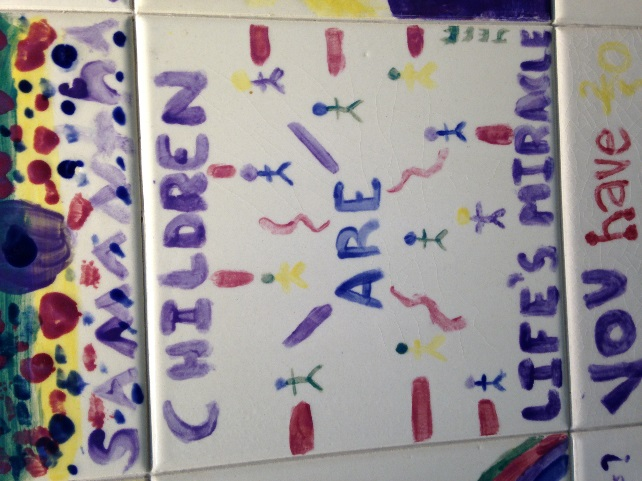 CHILDREN
ARE
LIFE'S MIRACLE
YOU have to